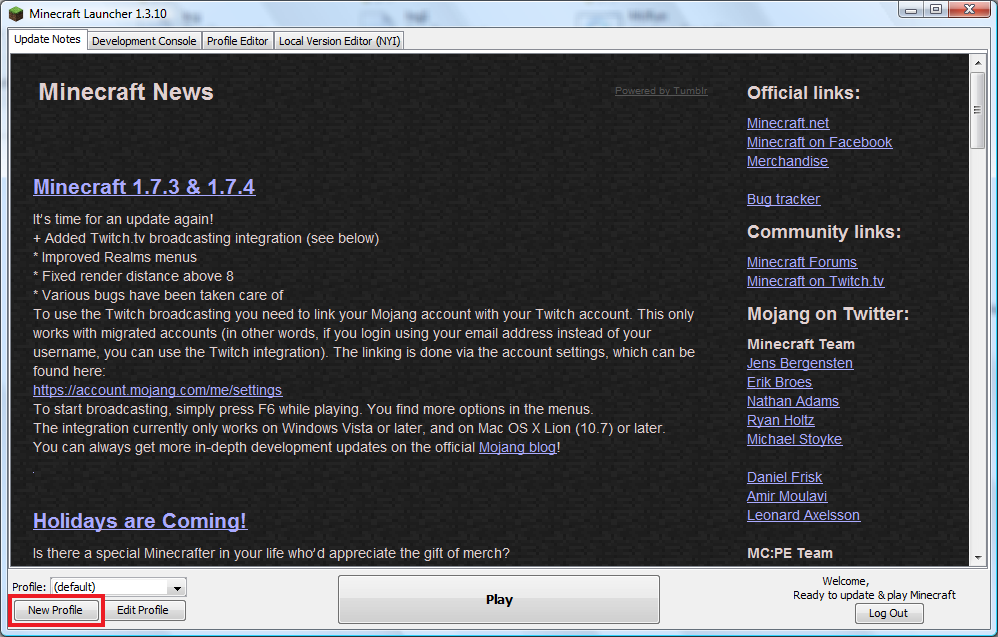 Minecraft Launcher 1.3.10
Update Notes
Development Console
Profile Editor
Local Version Editor (NYI)
Minecraft News
Powered by Tumblr
Minecraft 1.7.3 & 1.7.4
It's time for an update again!
+ Added Twitch.tv broadcasting integration (see below)
* Improved Realms menus
* Fixed render distance above 8
* Various bugs have been taken care of
To use the Twitch broadcasting you need to link your Mojang account with your Twitch account. This only
works with migrated accounts (in other words, if you login using your email address instead of your
username, you can use the Twitch integration). The linking is done via the account settings, which can be
found here:
https://account.mojang.com/me/settings
To start broadcasting, simply press F6 while playing. You find more options in the menus.
The integration currently only works on Windows Vista or later, and on Mac OS X Lion (10.7) or later.
You can always get more in-depth development updates on the official Mojang blog!
.
Holidays are Coming!
Is there a special Minecrafter in your life who'd appreciate the gift of merch?
Official links:
Minecraft.net
Minecraft on Facebook
Merchandise
Bug tracker
Community links:
Minecraft Forums
Minecraft on Twitch.tv
Mojang on Twitter:
Minecraft Team
Jens Bergensten
Erik Broes
Nathan Adams
Ryan Holtz
Michael Stoyke
Daniel Frisk
Amir Moulavi
Leonard Axelsson
MC:PE Team
Profile: (default)
New Profile
Edit Profile
Play
Welcome,
Ready to update & play Minecraft
Log Out